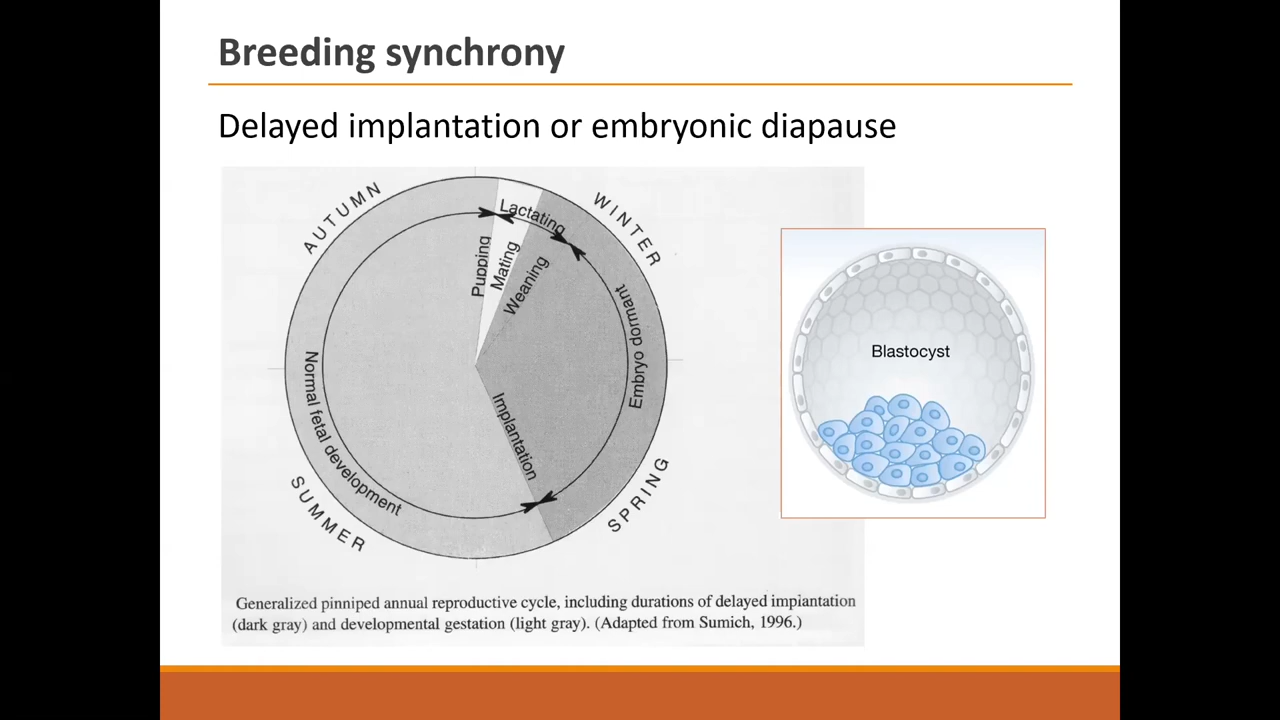 Breeding synchrony
Delayed implantation or embryonic diapause
AUTUMN
WINTER
Lactating
Pupping
Mating
Weaning
Embryo dormant
Implantation
Normal fetal development
SUMMER
SPRING
Blastocyst
Generalized pinniped annual reproductive cycle, including durations of delayed implantation
(dark gray) and developmental gestation (light gray). (Adapted from Sumich, 1996.)